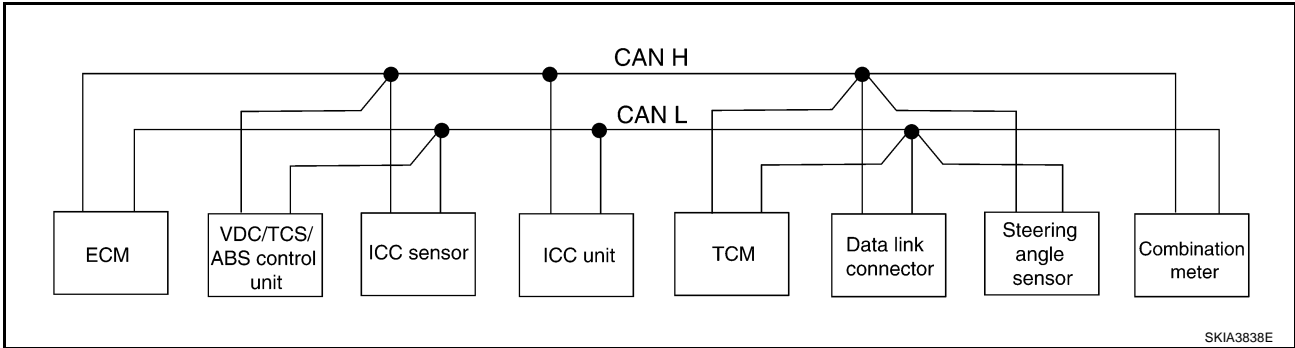 CAN H
CAN L
ECM
VDC/TCS/
ABS control
unit
ICC sensor
ICC unit
TCM
Data link
connector
Steering
angle
sensor
Combination
meter
SKIA3838E